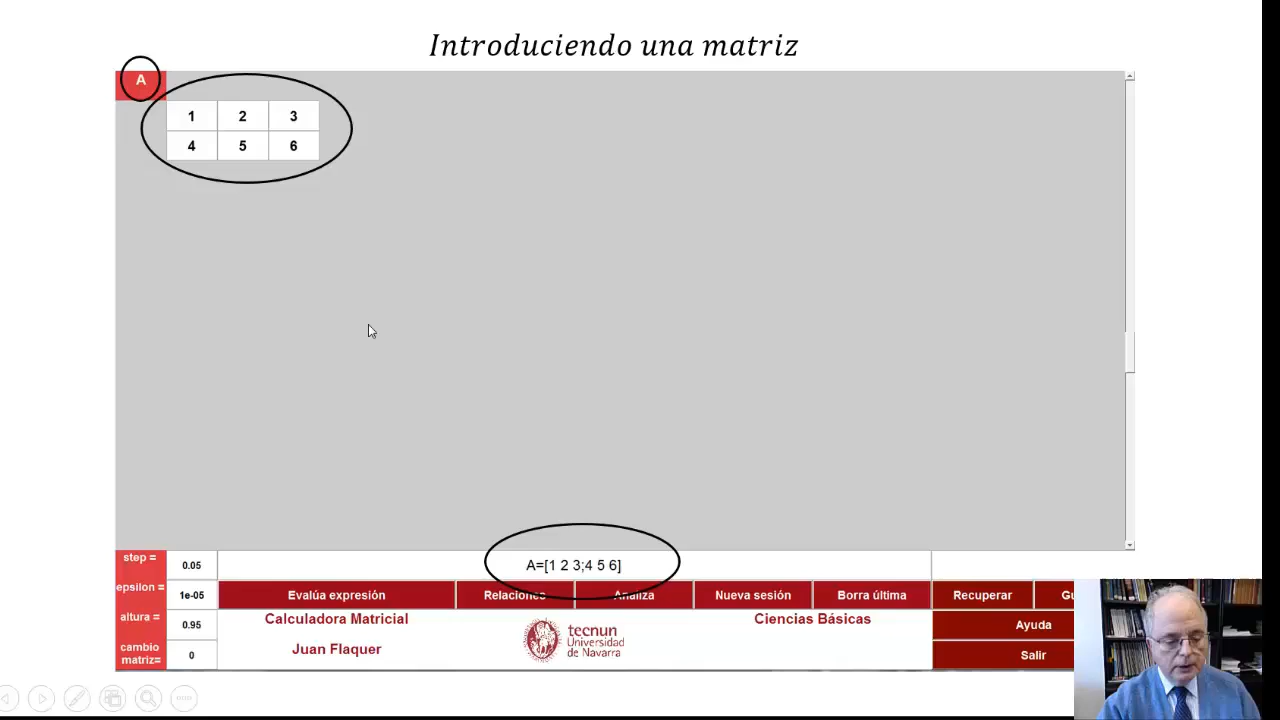 Introduciendo una matriz
A
1 2 3
4 5 6
step = 0.05 A=[1 2 3;4 5 6]
epsilon = 1e-05 Evalúa expresión Relaciones Analiza Nueva sesión Borra última Recuperar
altura = 0.95 Calculadora Matricial Ciencias Básicas Ayuda
tecnun
Universidad
de Navarra
cambio
matriz= 0 Juan Flaquer Salir